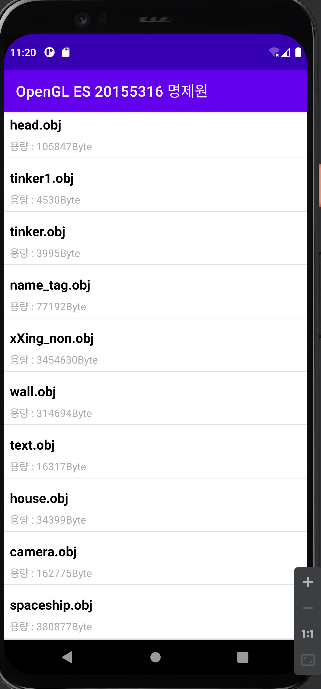 11:20
OpenGL ES 20155316 명제원
head.obj
용량 : 105847Byte
tinker1.obj
용량 : 4530Byte
tinker.obj
용량 : 3995Byte
name_tag.obj
용량 : 77192Byte
xXing_non.obj
용량 : 3454630Byte
wall.obj
용량 : 314694Byte
text.obj
용량 : 16317Byte
house.obj
용량 : 34399Byte
camera.obj
용량 : 162775Byte
spaceship.obj
용량 : 380877Byte
1:1